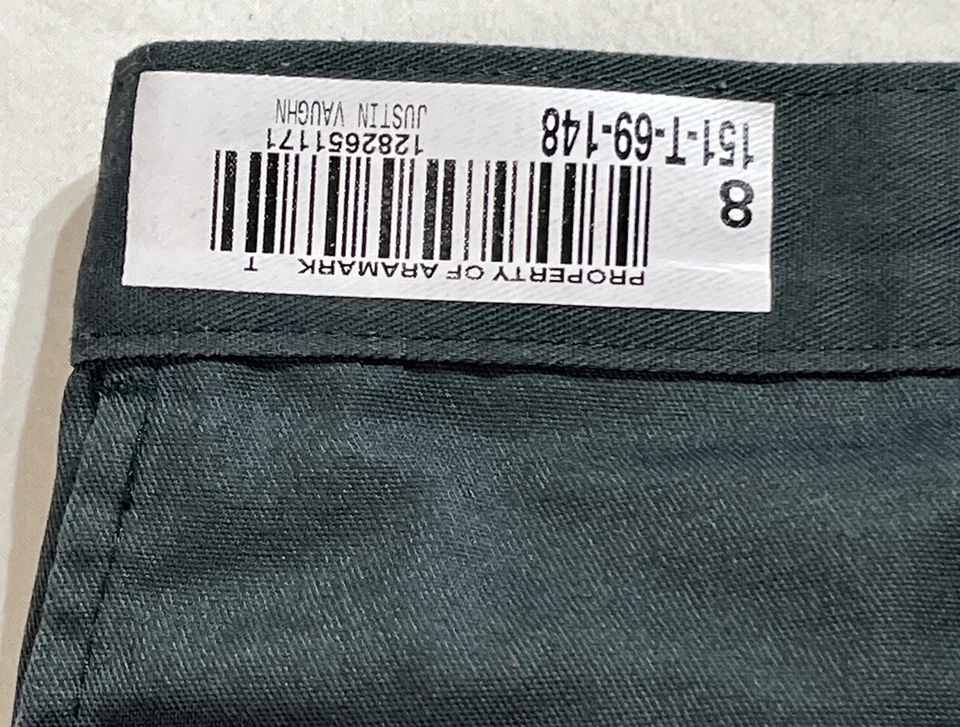 PROPERTY OF ARAMARK T
8
1282651171
151-T-69-148
JUSTIN VAUGHN